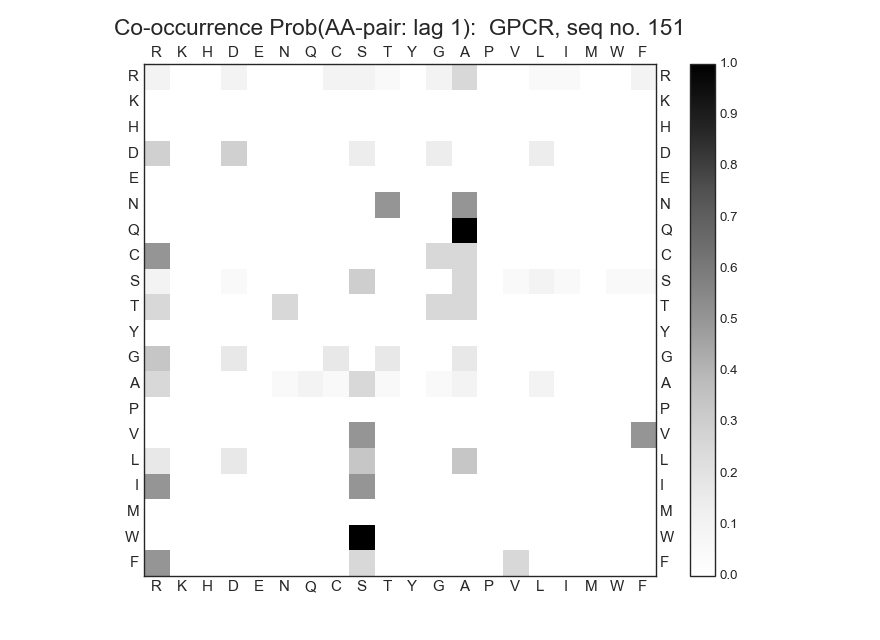 Co-occurrence Prob(AA-pair: lag 1):  GPCR, seq no. 151
R K H D E N Q C S T Y G A P V L I M W F
1.0
R R
K K
0.9
H H
D D
0.8
E E
N N
0.7
Q Q
0.6
C C
S S
T T
0.5
Y Y
G G
0.4
A A
P P
0.3
V V
L L
0.2
I I
M M
0.1
W W
F F
0.0
R K H D E N Q C S T Y G A P V L I M W F